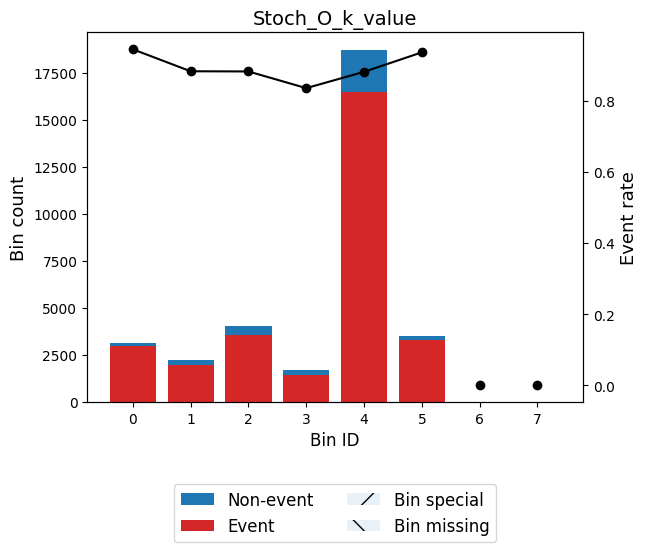 Stoch_O_k_value
17500
15000
12500
10000
7500
5000
2500
0
Bin count
0.8
0.6
0.4
0.2
0.0
Event rate
0 1 2 3 4 5 6 7
Bin ID
Non-event
Event
Bin special
Bin missing